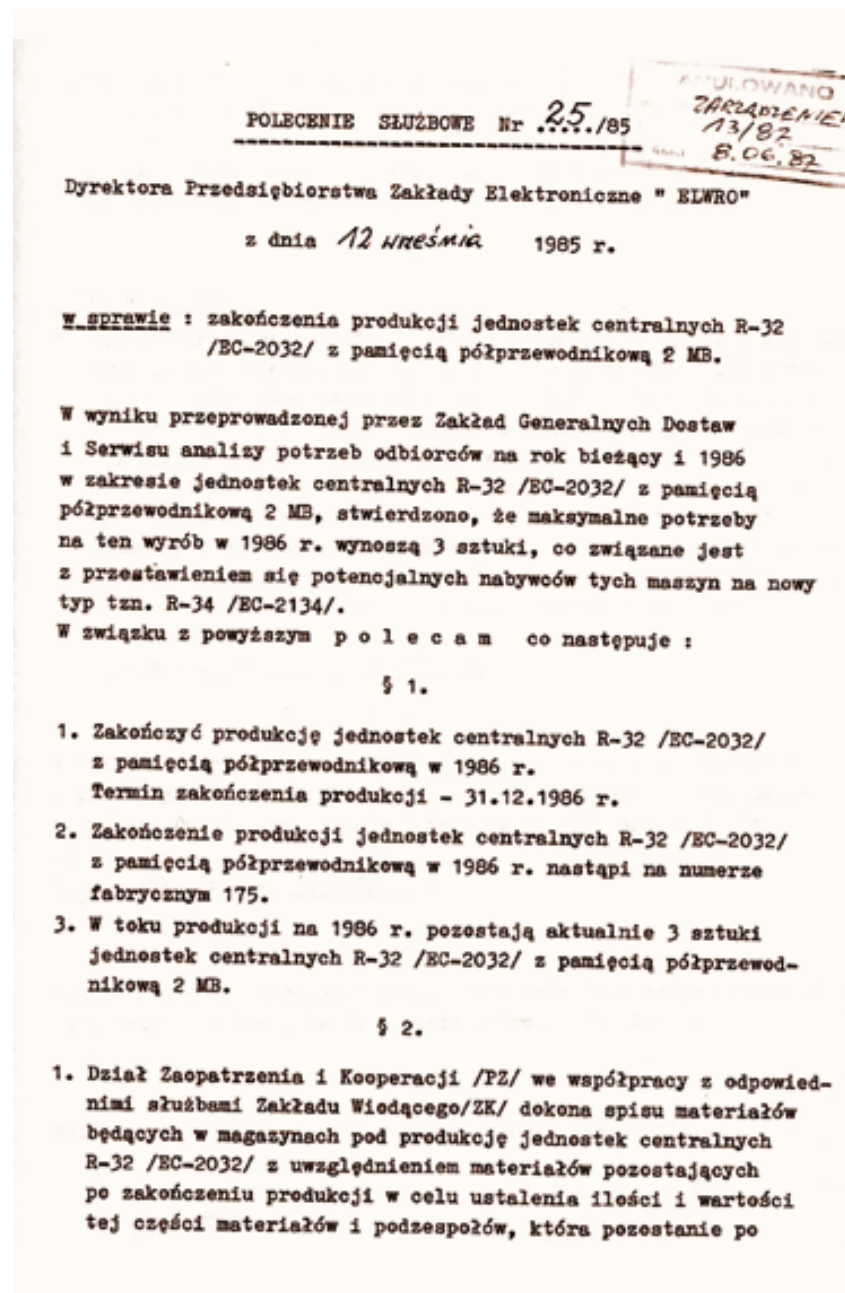 ANULOWANO
ZARZĄDZENIEM
13/87
8.06.87
POLECENIE SŁUŻBOWE Nr 25./85
Dyrektora Przedsiębiorstwa Zakłady Elektroniczne " ELWRO"
z dnia 12 września 1985 r.
w sprawie : zakończenia produkcji jednostek centralnych R-32
/EC-2032/ z pamięcią półprzewodnikową 2 MB.
W wyniku przeprowadzonej przez Zakład Generalnych Dostaw
i Serwisu analizy potrzeb odbiorców na rok bieżący i 1986
w zakresie jednostek centralnych R-32 /EC-2032/ z pamięcią
półprzewodnikową 2 MB, stwierdzono, że maksymalne potrzeby
na ten wyrób w 1986 r. wynoszą 3 sztuki, co związane jest
z przestawieniem się potencjalnych nabywców tych maszyn na nowy
typ tzn. R-34 /EC-2134/.
W związku z powyższym p o l e c a m co następuje :
§ 1.
1. Zakończyć produkcję jednostek centralnych R-32 /EC-2032/
z pamięcią półprzewodnikową w 1986 r.
Termin zakończenia produkcji - 31.12.1986 r.
2. Zakończenie produkcji jednostek centralnych R-32 /EC-2032/
z pamięcią półprzewodnikową w 1986 r. nastąpi na numerze
fabrycznym 175.
3. W toku produkcji na 1986 r. pozostają aktualnie 3 sztuki
jednostek centralnych R-32 /EC-2032/ z pamięcią półprzewod-
nikową 2 MB.
§ 2.
1. Dział Zaopatrzenia i Kooperacji /PZ/ we współpracy z odpowied-
nimi służbami Zakładu Wiodącego/ZK/ dokona spisu materiałów
będących w magazynach pod produkcję jednostek centralnych
R-32 /EC-2032/ z uwzględnieniem materiałów pozostających
po zakończeniu produkcji w celu ustalenia ilości i wartości
tej części materiałów i podzespołów, która pozostanie po